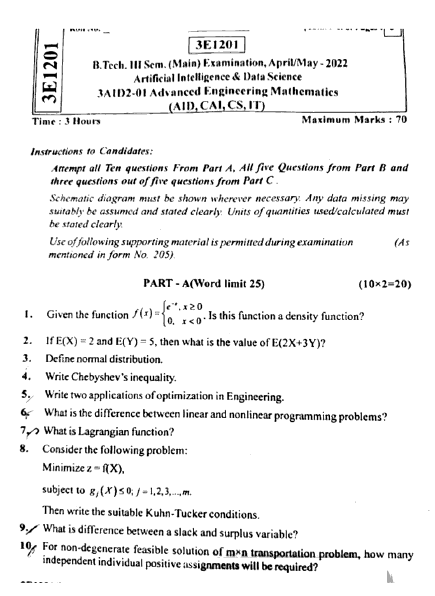 3E1201
3E1201
B.Tech. III Sem. (Main) Examination, April/May - 2022
Artificial Intelligence & Data Science
3AID2-01 Advanced Engineering Mathematics
(AID, CAI, CS, IT)
Time : 3 Hours Maximum Marks : 70
Instructions to Candidates:
Attempt all Ten questions From Part A, All five Questions from Part B and
three questions out of five questions from Part C .
Schematic diagram must be shown wherever necessary. Any data missing may
suitably be assumed and stated clearly. Units of quantities used/calculated must
be stated clearly.
Use of following supporting material is permitted during examination (As
mentioned in form No. 205).
PART - A(Word limit 25) (10×2=20)
1. Given the function f(x)={e⁻ˣ, x ≥ 0
0, x < 0. Is this function a density function?
2. If E(X) = 2 and E(Y) = 5, then what is the value of E(2X+3Y)?
3. Define normal distribution.
4. Write Chebyshev's inequality.
5. Write two applications of optimization in Engineering.
6. What is the difference between linear and nonlinear programming problems?
7. What is Lagrangian function?
8. Consider the following problem:
Minimize z = f(X),
subject to gⱼ(X) ≤ 0; j = 1,2,3,...,m.
Then write the suitable Kuhn-Tucker conditions.
9. What is difference between a slack and surplus variable?
10. For non-degenerate feasible solution of m×n transportation problem, how many
independent individual positive assignments will be required?